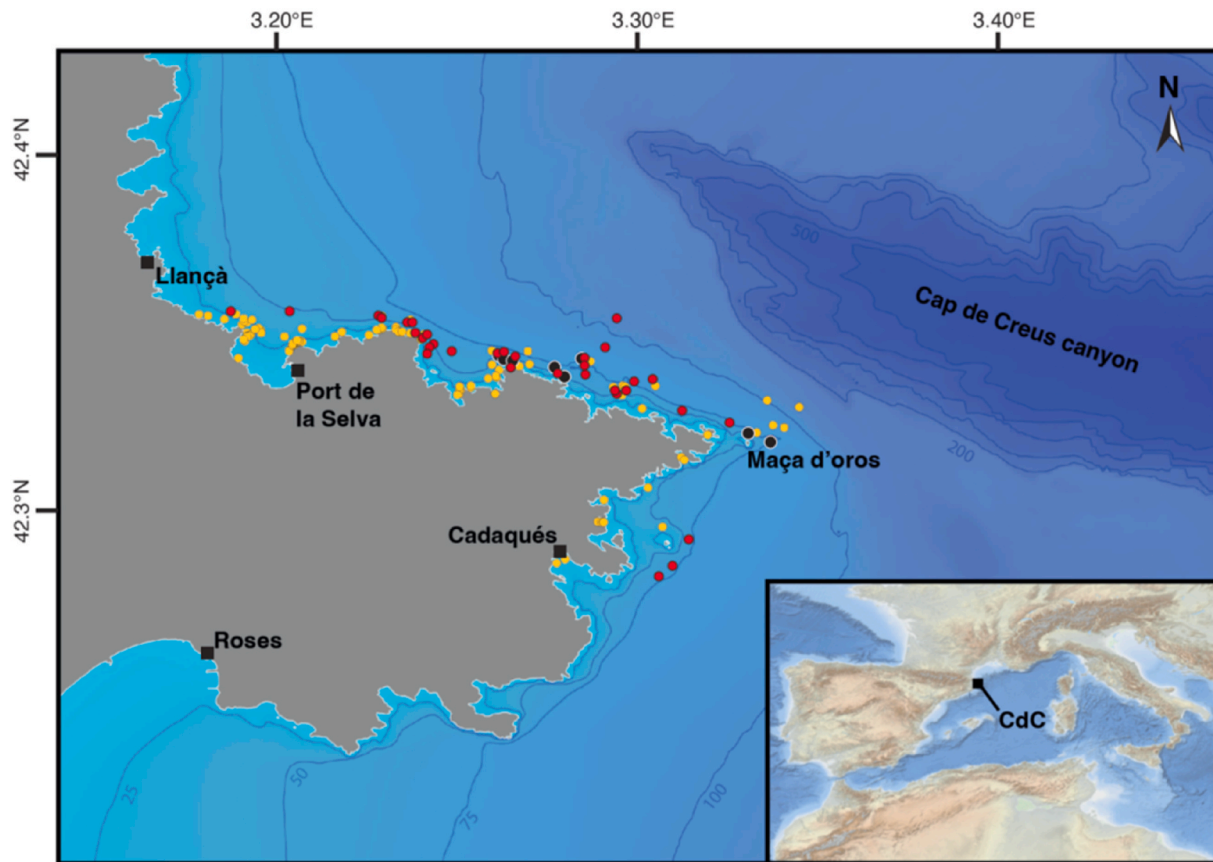 3.20°E
3.30°E
3.40°E
N
42.4°N
500
Llançà
Cap de Creus canyon
Port de
la Selva
Maça d'oros
200
42.3°N
Cadaqués
Roses
CdC
25
50
75
100